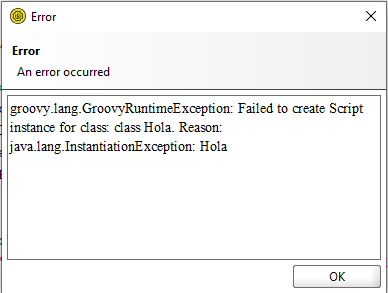 Error
Error
An error occurred
groovy.lang.GroovyRuntimeException: Failed to create Script
instance for class: class Hola. Reason:
java.lang.InstantiationException: Hola
OK